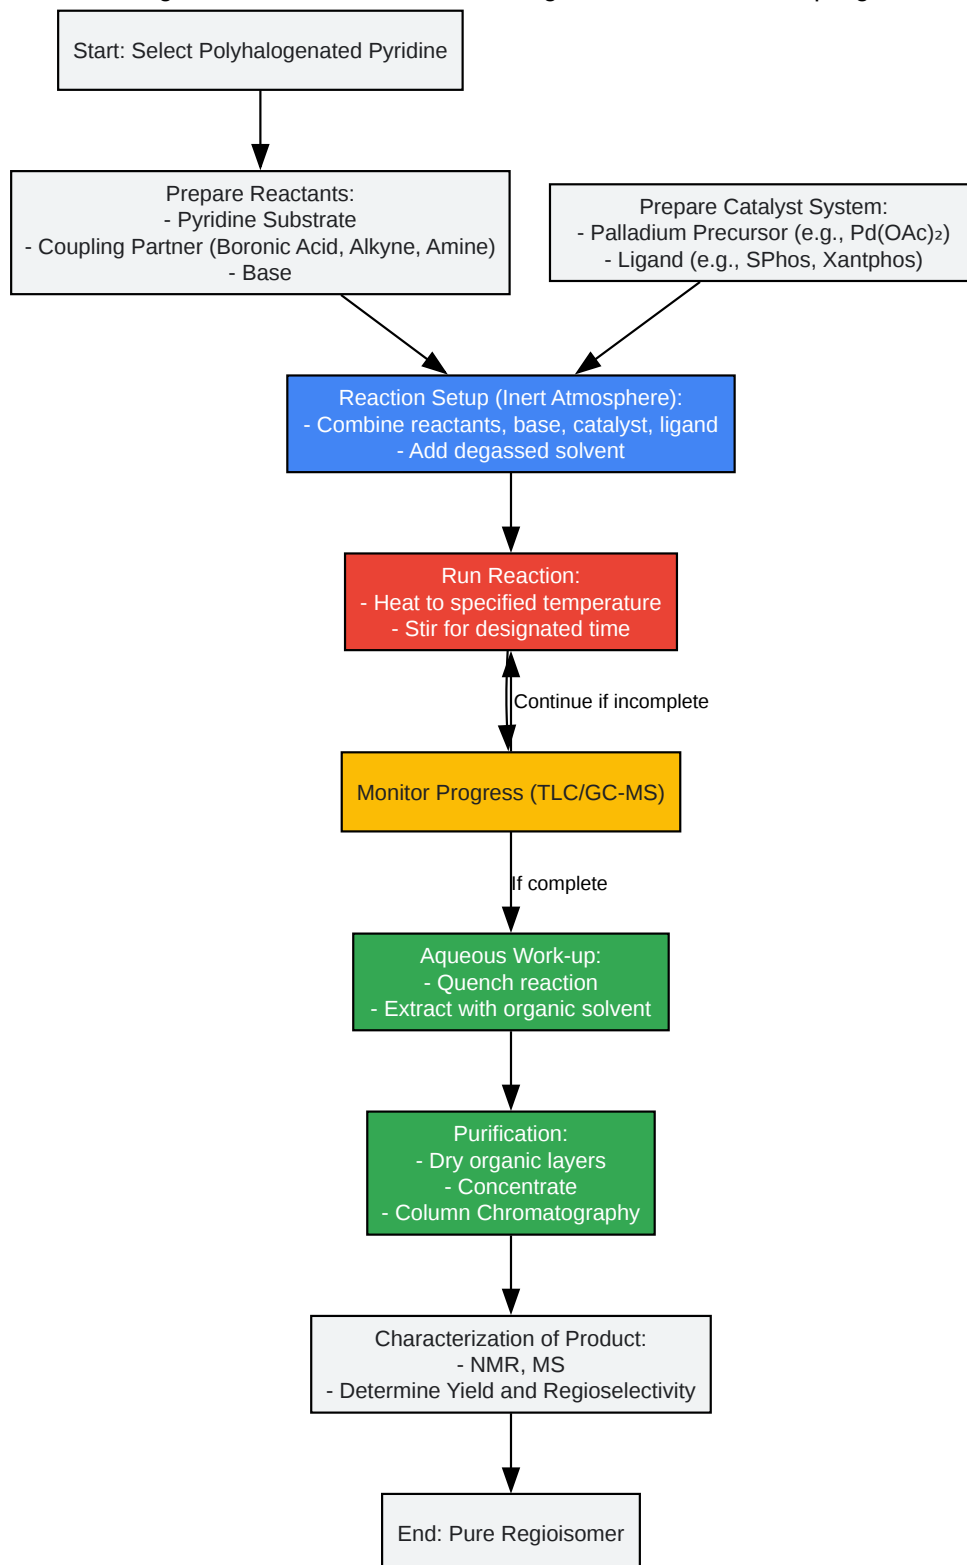 Start: Select Polyhalogenated Pyridine
Prepare Reactants:
- Pyridine Substrate
- Coupling Partner (Boronic Acid, Alkyne, Amine)
- Base
Prepare Catalyst System:
- Palladium Precursor (e.g., Pd(OAc)₂)
- Ligand (e.g., SPhos, Xantphos)
Reaction Setup (Inert Atmosphere):
- Combine reactants, base, catalyst, ligand
- Add degassed solvent
Run Reaction:
- Heat to specified temperature
- Stir for designated time
Continue if incomplete
Monitor Progress (TLC/GC-MS)
If complete
Aqueous Work-up:
- Quench reaction
- Extract with organic solvent
Purification:
- Dry organic layers
- Concentrate
- Column Chromatography
Characterization of Product:
- NMR, MS
- Determine Yield and Regioselectivity
End: Pure Regioisomer